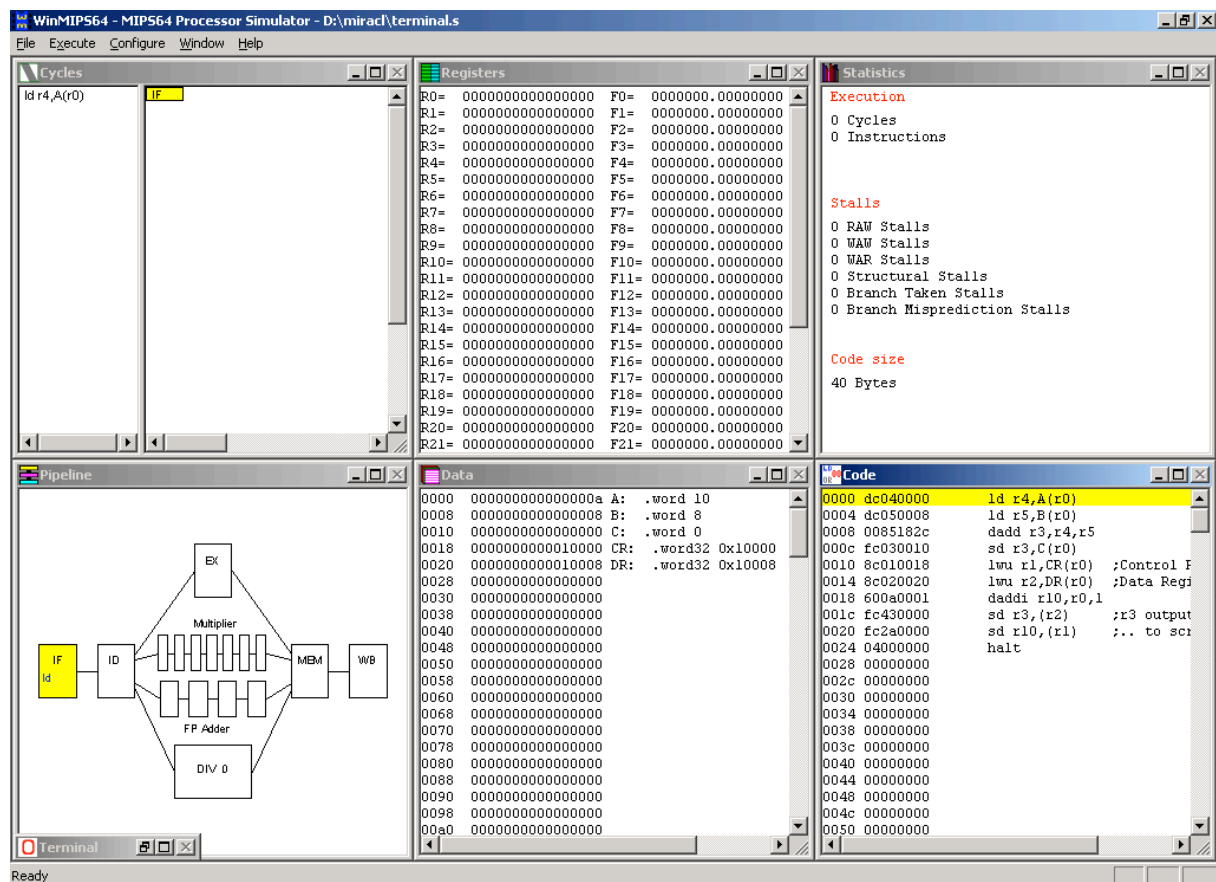 WinMIPS64 - MIPS64 Processor Simulator - D:\miracl\terminal.s
File Execute Configure Window Help
Cycles
ld r4,A(r0)
IF
Registers
R0= 0000000000000000 F0= 0000000.00000000
R1= 0000000000000000 F1= 0000000.00000000
R2= 0000000000000000 F2= 0000000.00000000
R3= 0000000000000000 F3= 0000000.00000000
R4= 0000000000000000 F4= 0000000.00000000
R5= 0000000000000000 F5= 0000000.00000000
R6= 0000000000000000 F6= 0000000.00000000
R7= 0000000000000000 F7= 0000000.00000000
R8= 0000000000000000 F8= 0000000.00000000
R9= 0000000000000000 F9= 0000000.00000000
R10= 0000000000000000 F10= 0000000.00000000
R11= 0000000000000000 F11= 0000000.00000000
R12= 0000000000000000 F12= 0000000.00000000
R13= 0000000000000000 F13= 0000000.00000000
R14= 0000000000000000 F14= 0000000.00000000
R15= 0000000000000000 F15= 0000000.00000000
R16= 0000000000000000 F16= 0000000.00000000
R17= 0000000000000000 F17= 0000000.00000000
R18= 0000000000000000 F18= 0000000.00000000
R19= 0000000000000000 F19= 0000000.00000000
R20= 0000000000000000 F20= 0000000.00000000
R21= 0000000000000000 F21= 0000000.00000000
Statistics
Execution
0 Cycles
0 Instructions
Stalls
0 RAW Stalls
0 WAW Stalls
0 WAR Stalls
0 Structural Stalls
0 Branch Taken Stalls
0 Branch Misprediction Stalls
Code size
40 Bytes
Pipeline
EX
Multiplier
IF
ld
ID
MEM
WB
FP Adder
DIV 0
Terminal
Data
0000 000000000000000a A: .word 10
0008 0000000000000008 B: .word 8
0010 0000000000000000 C: .word 0
0018 0000000000010000 CR: .word32 0x10000
0020 0000000000010008 DR: .word32 0x10008
0028 0000000000000000
0030 0000000000000000
0038 0000000000000000
0040 0000000000000000
0048 0000000000000000
0050 0000000000000000
0058 0000000000000000
0060 0000000000000000
0068 0000000000000000
0070 0000000000000000
0078 0000000000000000
0080 0000000000000000
0088 0000000000000000
0090 0000000000000000
0098 0000000000000000
00a0 0000000000000000
Code
0000 dc040000 ld r4,A(r0)
0004 dc050008 ld r5,B(r0)
0008 0085182c dadd r3,r4,r5
000c fc030010 sd r3,C(r0)
0010 8c010018 lwu r1,CR(r0) ;Control
0014 8c020020 lwu r2,DR(r0) ;Data Regi
0018 600a0001 daddi r10,r0,1
001c fc430000 sd r3,(r2) ;r3 output
0020 fc2a0000 sd r10,(r1) ;.. to scr
0024 04000000 halt
0028 00000000
002c 00000000
0030 00000000
0034 00000000
0038 00000000
003c 00000000
0040 00000000
0044 00000000
0048 00000000
004c 00000000
0050 00000000
Ready